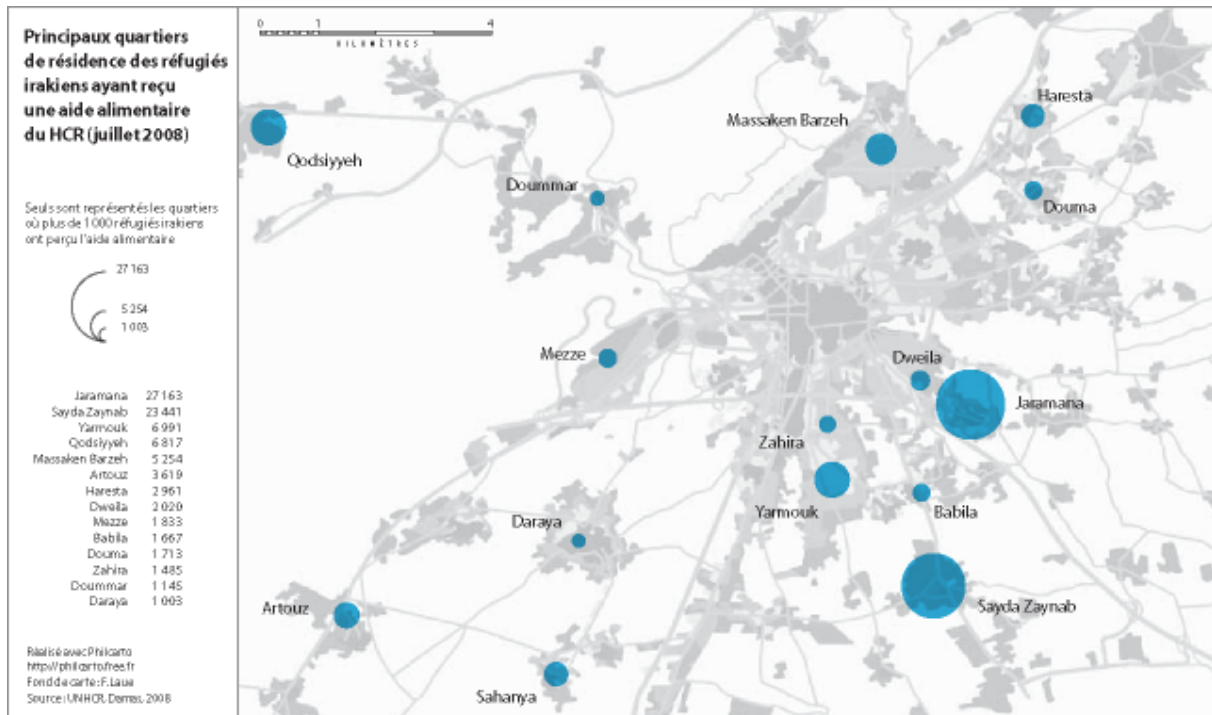 Principaux quartiers
de résidence des réfugiés
irakiens ayant reçu
une aide alimentaire
du HCR (juillet 2008)
Seuls sont représentés les quartiers
où plus de 1 000 réfugiés irakiens
ont perçu l'aide alimentaire
27 163
5 254
1 003
Jaramana 27 163
Sayda Zaynab 23 441
Yarmouk 6 991
Qodsiyyeh 6 817
Massaken Barzeh 5 254
Artouz 3 619
Haresta 2 961
Dweila 2 020
Mezze 1 833
Babila 1 667
Douma 1 713
Zahira 1 485
Doummar 1 145
Daraya 1 003
Réalisé avec Philcarto
http://philcarto.free.fr
Fond de carte : F. Laue
Source : UNHCR, Damas, 2008
0 1 4
KILOMÈTRES
Haresta
Massaken Barzeh
Qodsiyyeh
Doummar
Douma
Mezze
Dweila
Jaramana
Zahira
Yarmouk
Babila
Daraya
Artouz
Sayda Zaynab
Sahanya